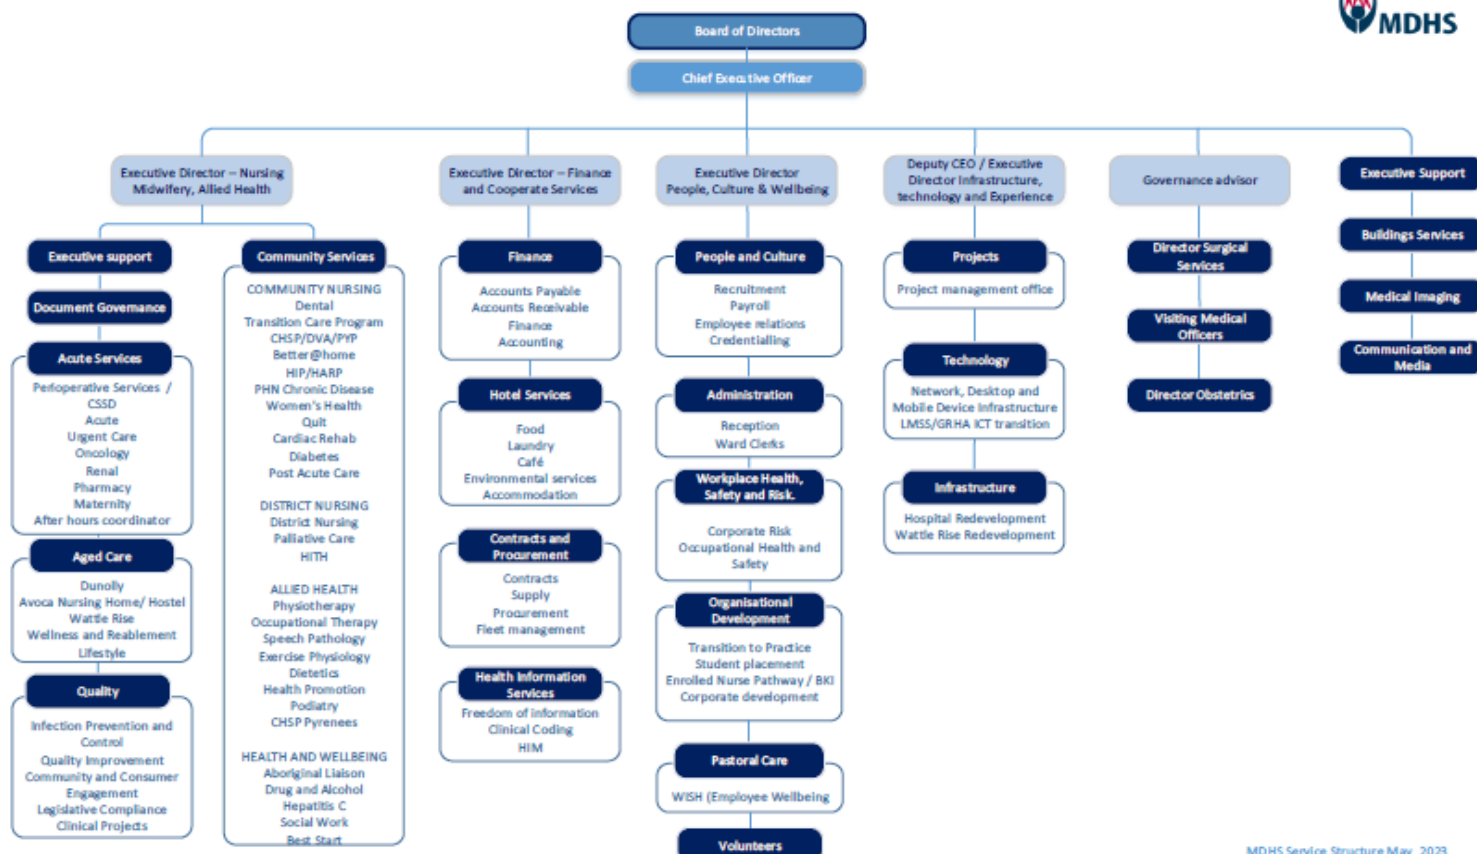 MDHS
Board of Directors
Chief Executive Officer
Executive Director – Nursing
Midwifery, Allied Health
Executive Director – Finance
and Cooperate Services
Executive Director
People, Culture & Wellbeing
Deputy CEO / Executive
Director Infrastructure,
technology and Experience
Governance advisor
Executive Support
Buildings Services
Medical Imaging
Communication and
Media
Executive support
Document Governance
Acute Services
Perioperative Services /
CSSD
Acute
Urgent Care
Oncology
Renal
Pharmacy
Maternity
After hours coordinator
Aged Care
Dunolly
Avoca Nursing Home/ Hostel
Wattle Rise
Wellness and Reablement
Lifestyle
Quality
Infection Prevention and
Control
Quality Improvement
Community and Consumer
Engagement
Legislative Compliance
Clinical Projects
Community Services
COMMUNITY NURSING
Dental
Transition Care Program
CHSP/DVA/PYP
Better@home
HIP/HARP
PHN Chronic Disease
Women's Health
Quit
Cardiac Rehab
Diabetes
Post Acute Care
DISTRICT NURSING
District Nursing
Palliative Care
HITH
ALLIED HEALTH
Physiotherapy
Occupational Therapy
Speech Pathology
Exercise Physiology
Dietetics
Health Promotion
Podiatry
CHSP Pyrenees
HEALTH AND WELLBEING
Aboriginal Liaison
Drug and Alcohol
Hepatitis C
Social Work
Best Start
Finance
Accounts Payable
Accounts Receivable
Finance
Accounting
Hotel Services
Food
Laundry
Café
Environmental services
Accommodation
Contracts and
Procurement
Contracts
Supply
Procurement
Fleet management
Health Information
Services
Freedom of information
Clinical Coding
HIM
People and Culture
Recruitment
Payroll
Employee relations
Credentialling
Administration
Reception
Ward Clerks
Workplace Health,
Safety and Risk.
Corporate Risk
Occupational Health and
Safety
Organisational
Development
Transition to Practice
Student placement
Enrolled Nurse Pathway / BKI
Corporate development
Pastoral Care
WISH (Employee Wellbeing
Volunteers
Projects
Project management office
Technology
Network, Desktop and
Mobile Device Infrastructure
LMSS/GRHA ICT transition
Infrastructure
Hospital Redevelopment
Wattle Rise Redevelopment
Director Surgical
Services
Visiting Medical
Officers
Director Obstetrics
MDHS Service Structure May, 2023